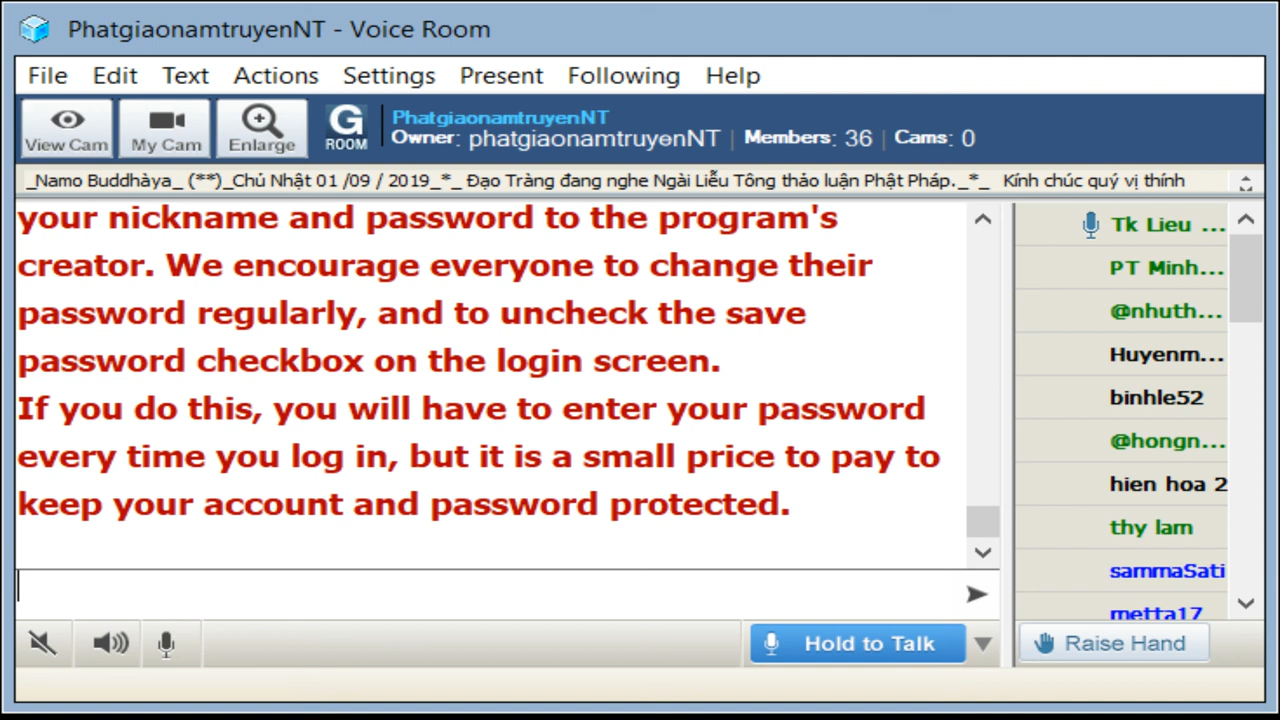 PhatgiaonamtruyenNT - Voice Room
File Edit Text Actions Settings Present Following Help
View Cam My Cam Enlarge G ROOM
PhatgiaonamtruyenNT
Owner: phatgiaonamtruyenNT | Members: 36 | Cams: 0
_Namo Buddhàya_ (**)_Chủ Nhật 01 /09 / 2019_*_ Đạo Tràng đang nghe Ngài Liễu Tông thảo luận Phật Pháp._*_ Kính chúc quý vị thính
your nickname and password to the program's
creator. We encourage everyone to change their
password regularly, and to uncheck the save
password checkbox on the login screen.
If you do this, you will have to enter your password
every time you log in, but it is a small price to pay to
keep your account and password protected.
Tk Lieu ...
PT Minh...
@nhuth...
Huyenm...
binhle52
@hongn...
hien hoa 2
thy lam
sammaSati
metta17
Hold to Talk
Raise Hand